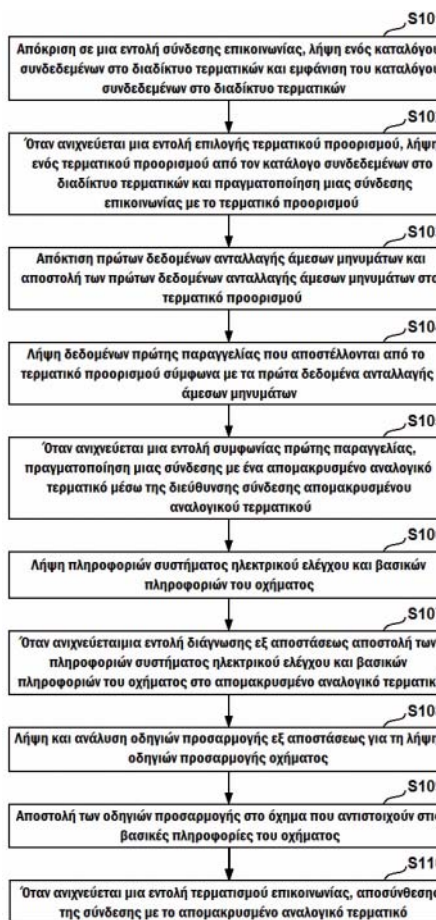 S10
Απόκριση σε μια εντολή σύνδεσης επικοινωνίας, λήψη ενός καταλόγου
συνδεδεμένων στο διαδίκτυο τερματικών και εμφάνιση του καταλόγου
συνδεδεμένων στο διαδίκτυο τερματικών
S10
Όταν ανιχνεύεται μια εντολή επιλογής τερματικού προορισμού, λήψη
ενός τερματικού προορισμού από τον κατάλογο συνδεδεμένων στο
διαδίκτυο τερματικών και πραγματοποίηση μιας σύνδεσης
επικοινωνίας με το τερματικό προορισμού
S10
Απόκτηση πρώτων δεδομένων ανταλλαγής άμεσων μηνυμάτων και
αποστολή των πρώτων δεδομένων ανταλλαγής άμεσων μηνυμάτων στο
τερματικό προορισμού
S10
Λήψη δεδομένων πρώτης παραγγελίας που αποστέλλονται από το
τερματικό προορισμού σύμφωνα με τα πρώτα δεδομένα ανταλλαγής
άμεσων μηνυμάτων
S10
Όταν ανιχνεύεται μια εντολή συμφωνίας πρώτης παραγγελίας,
πραγματοποίηση μιας σύνδεσης με ένα απομακρυσμένο αναλογικό
τερματικό μέσω της διεύθυνσης σύνδεσης απομακρυσμένου
αναλογικού τερματικού
S10
Λήψη πληροφοριών συστήματος ηλεκτρικού ελέγχου και βασικών
πληροφοριών του οχήματος
S10
Όταν ανιχνεύεταιμια εντολή διάγνωσης εξ αποστάσεως αποστολή των
πληροφοριών συστήματος ηλεκτρικού ελέγχου και βασικών
πληροφοριών του οχήματος στο απομακρυσμένο αναλογικό τερματικ
S10
Λήψη και ανάλυση οδηγιών προσαρμογής εξ αποστάσεως για τη λήψη
οδηγιών προσαρμογής οχήματος
S10
Αποστολή των οδηγιών προσαρμογής στο όχημα που αντιστοιχούν στις
βασικές πληροφορίες του οχήματος
S110
Όταν ανιχνεύεται μια εντολή τερματισμού επικοινωνίας, αποσύνθεση
της σύνδεσης με το απομακρυσμένο αναλογικό τερματικό